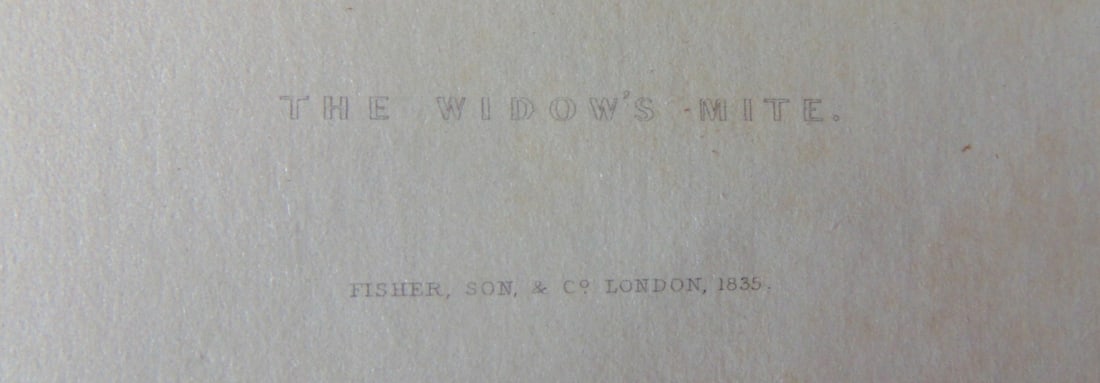 THE WIDOW'S MITE.
FISHER, SON, & Cº LONDON, 1835.